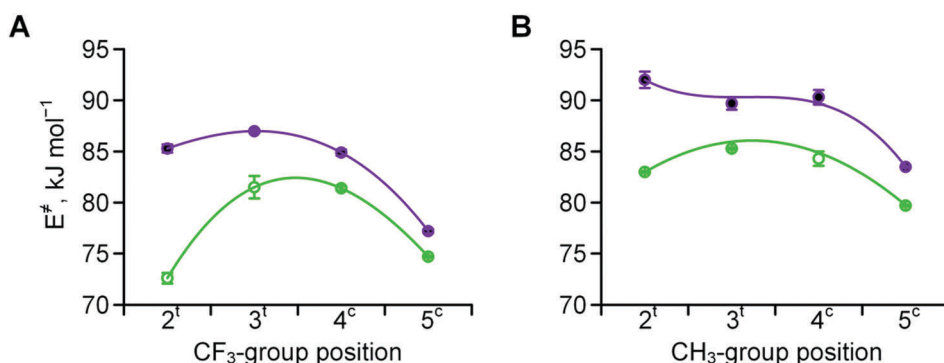 A
B
E≠, kJ mol⁻¹
95
90
85
80
75
70
2ᵗ 3ᵗ 4ᶜ 5ᶜ
CF₃-group position
95
90
85
80
75
70
2ᵗ 3ᵗ 4ᶜ 5ᶜ
CH₃-group position